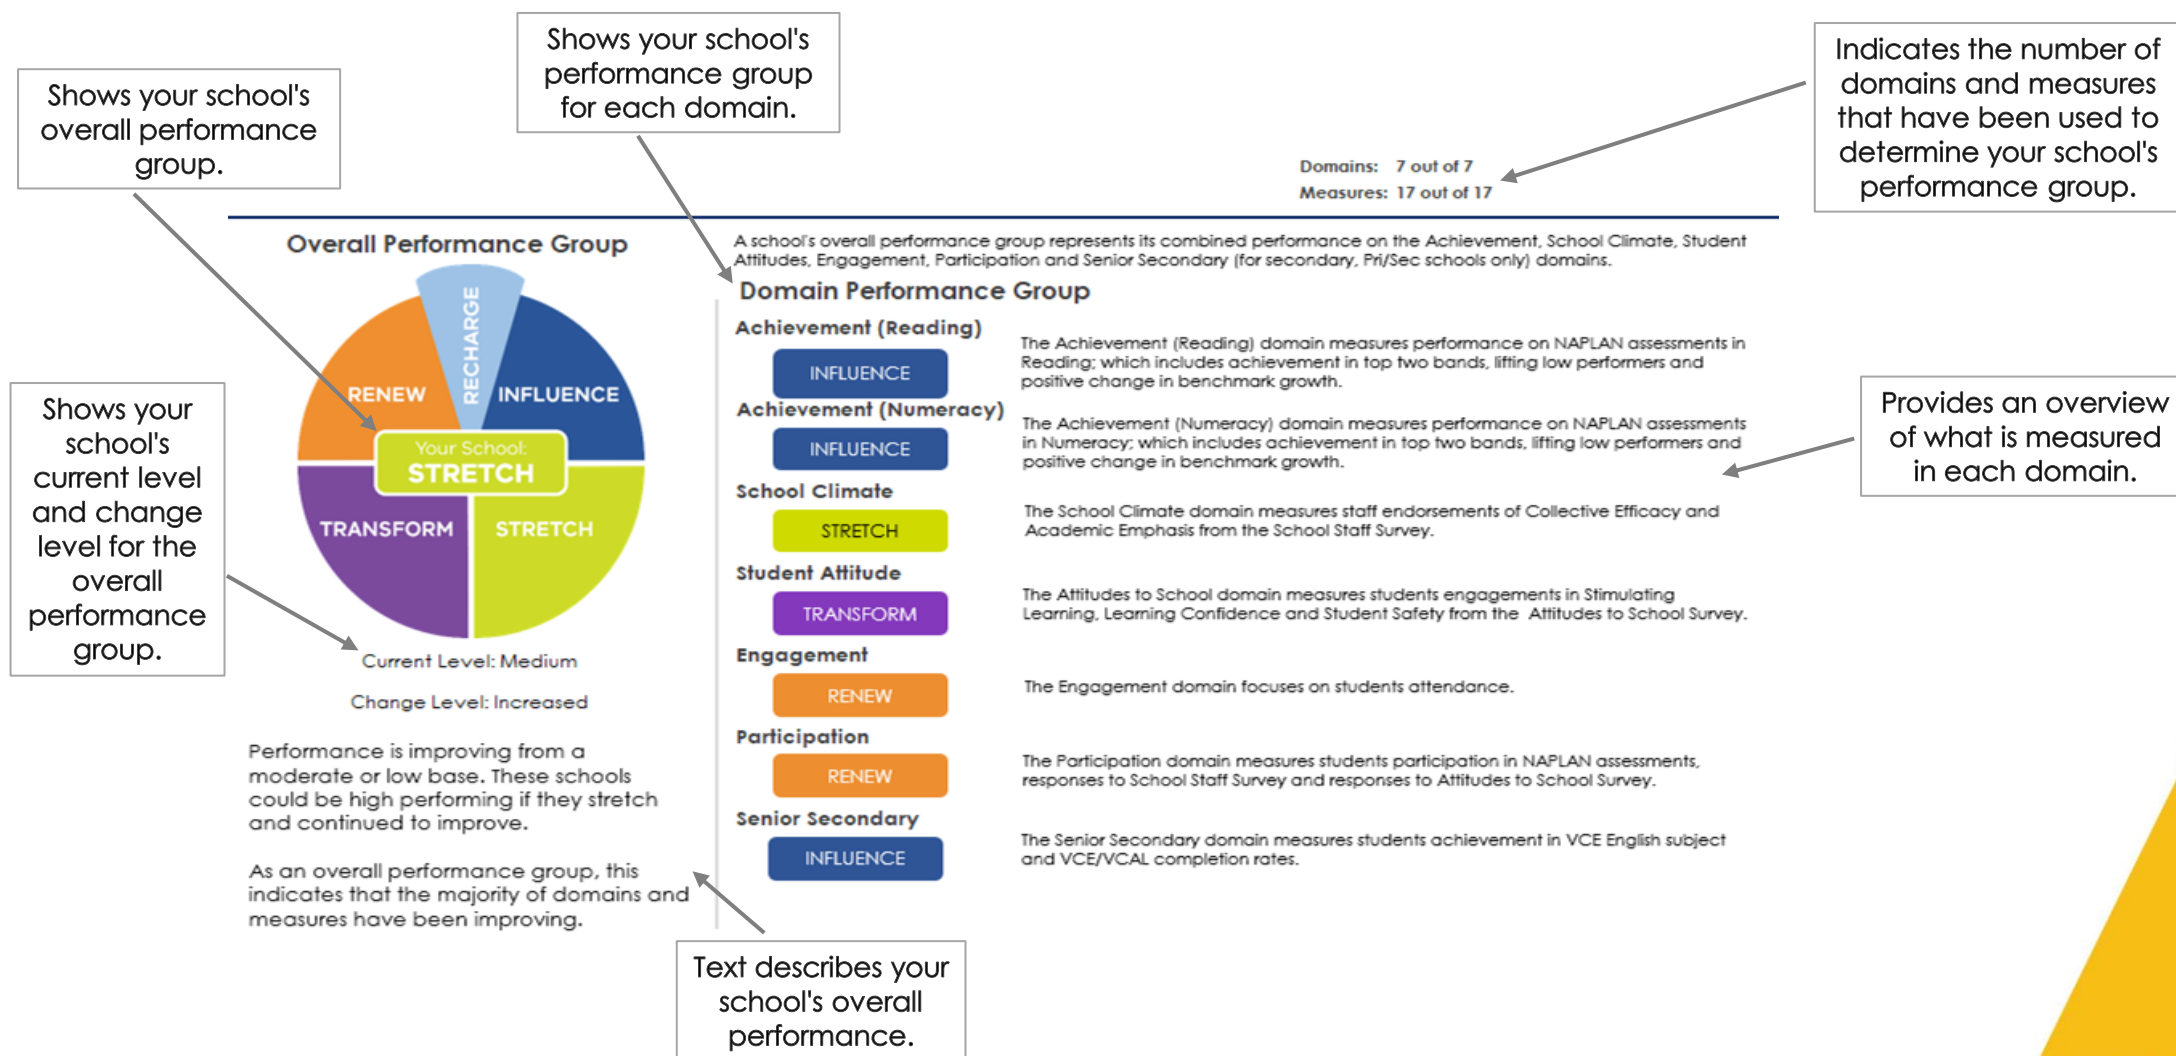 Shows your school's
performance group
for each domain.
Indicates the number of
domains and measures
that have been used to
determine your school's
performance group.
Shows your school's
overall performance
group.
Domains: 7 out of 7
Measures: 17 out of 17
Overall Performance Group
RENEW
RECHARGE
INFLUENCE
Your School:
STRETCH
TRANSFORM
STRETCH
Shows your
school's
current level
and change
level for the
overall
performance
group.
Current Level: Medium
Change Level: Increased
Performance is improving from a
moderate or low base. These schools
could be high performing if they stretch
and continued to improve.
As an overall performance group, this
indicates that the majority of domains and
measures have been improving.
A school's overall performance group represents its combined performance on the Achievement, School Climate, Student
Attitudes, Engagement, Participation and Senior Secondary (for secondary, Pri/Sec schools only) domains.
Domain Performance Group
Achievement (Reading)
INFLUENCE
The Achievement (Reading) domain measures performance on NAPLAN assessments in
Reading; which includes achievement in top two bands, lifting low performers and
positive change in benchmark growth.
Achievement (Numeracy)
INFLUENCE
The Achievement (Numeracy) domain measures performance on NAPLAN assessments
in Numeracy; which includes achievement in top two bands, lifting low performers and
positive change in benchmark growth.
School Climate
STRETCH
The School Climate domain measures staff endorsements of Collective Efficacy and
Academic Emphasis from the School Staff Survey.
Student Attitude
TRANSFORM
The Attitudes to School domain measures students engagements in Stimulating
Learning, Learning Confidence and Student Safety from the Attitudes to School Survey.
Engagement
RENEW
The Engagement domain focuses on students attendance.
Participation
RENEW
The Participation domain measures students participation in NAPLAN assessments,
responses to School Staff Survey and responses to Attitudes to School Survey.
Senior Secondary
INFLUENCE
The Senior Secondary domain measures students achievement in VCE English subject
and VCE/VCAL completion rates.
Provides an overview
of what is measured
in each domain.
Text describes your
school's overall
performance.